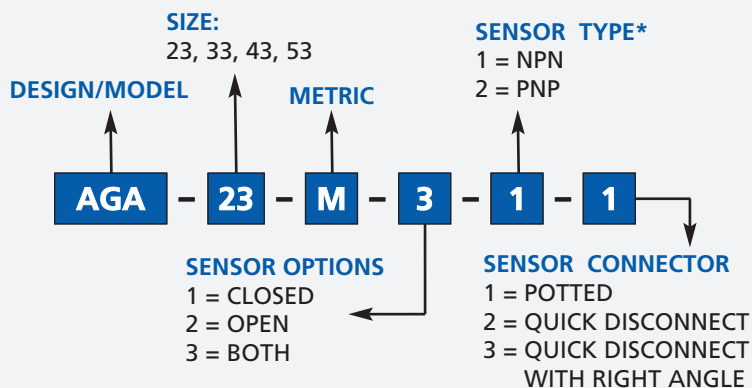 SIZE:
23, 33, 43, 53
SENSOR TYPE*
1 = NPN
2 = PNP
DESIGN/MODEL
METRIC
AGA - 23 - M - 3 - 1 - 1
SENSOR OPTIONS
1 = CLOSED
2 = OPEN
3 = BOTH
SENSOR CONNECTOR
1 = POTTED
2 = QUICK DISCONNECT
3 = QUICK DISCONNECT
WITH RIGHT ANGLE